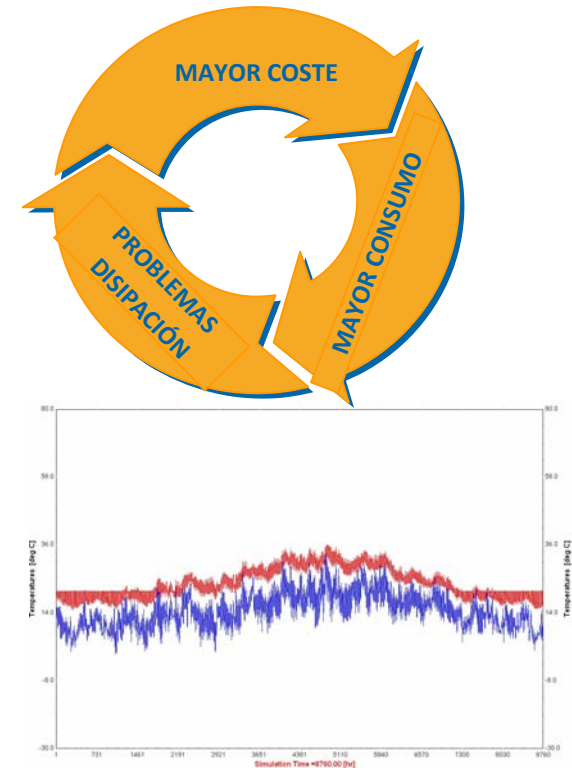 MAYOR COSTE
MAYOR CONSUMO
PROBLEMAS
DISIPACIÓN
80.0
80.0
58.0
58.0
36.0
36.0
14.0
14.0
-8.0
-8.0
-30.0
-30.0
Temperatures [deg C]
Temperatures [deg C]
1 731 1461 2191 2921 3651 4381 5110 5840 6570 7300 8030 8760
Simulation Time =8760.00 [hr]